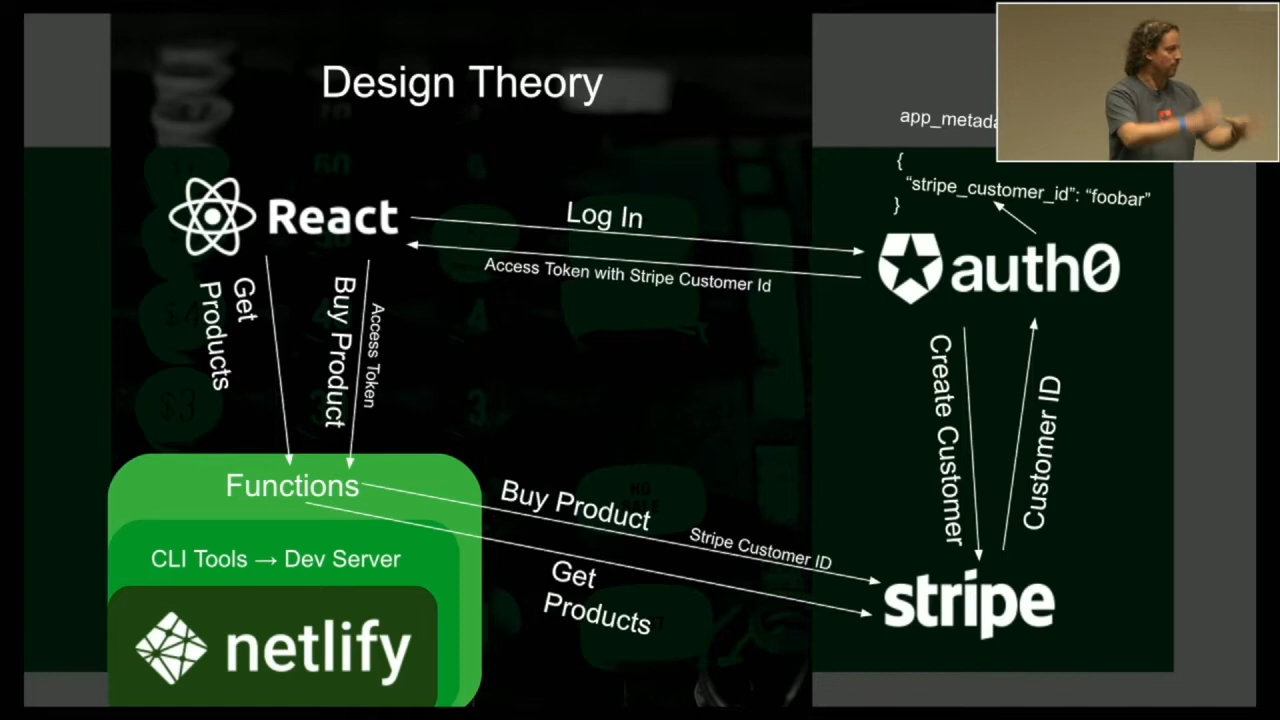 Design Theory
app_metad
{
“stripe_customer_id”: “foobar”
}
React
Log In
Access Token with Stripe Customer Id
auth0
Get
Products
Buy Product
Access Token
Create Customer
Customer ID
Functions
Buy Product
Stripe Customer ID
CLI Tools → Dev Server
Get
Products
stripe
netlify